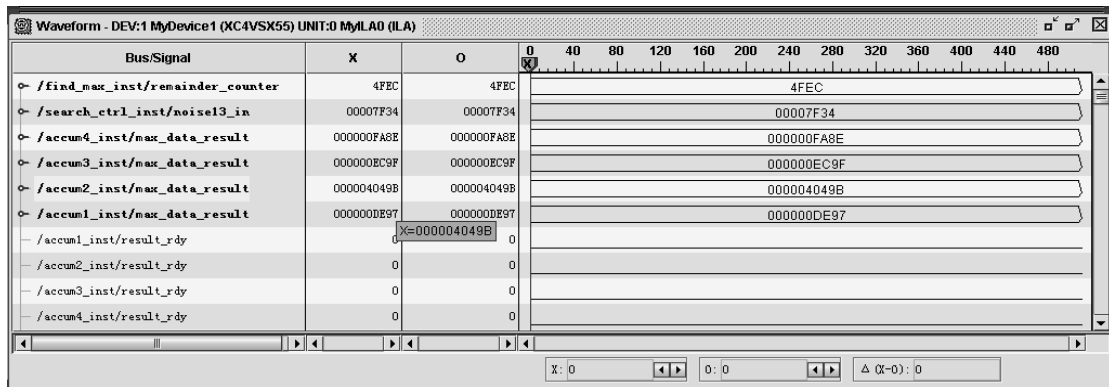 Waveform - DEV:1 MyDevice1 (XC4VSX55) UNIT:0 MyILA0 (ILA)
Bus/Signal X O 0 40 80 120 160 200 240 280 320 360 400 440 480
X
/find_max_inst/remainder_counter 4FEC 4FEC 4FEC
/search_ctrl_inst/noise13_in 00007F34 00007F34 00007F34
/accum4_inst/max_data_result 000000FA8E 000000FA8E 000000FA8E
/accum3_inst/max_data_result 000000EC9F 000000EC9F 000000EC9F
/accum2_inst/max_data_result 000004049B 000004049B 000004049B
/accum1_inst/max_data_result 000000DE97 000000DE97 000000DE97
X=000004049B
/accum1_inst/result_rdy 0 0
/accum2_inst/result_rdy 0 0
/accum3_inst/result_rdy 0 0
/accum4_inst/result_rdy 0 0
X: 0 O: 0 Δ (X-O): 0